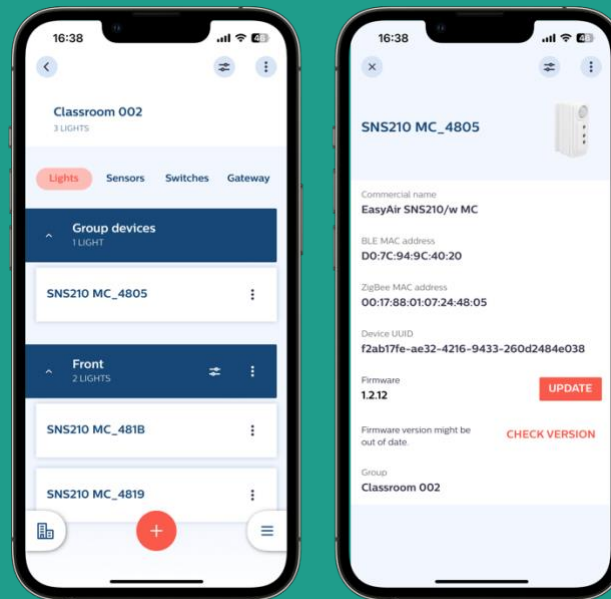 16:38
48
Classroom 002
3 LIGHTS
Lights Sensors Switches Gateway
Group devices
1 LIGHT
SNS210 MC_4805
Front
2 LIGHTS
SNS210 MC_481B
SNS210 MC_4819
16:38
48
SNS210 MC_4805
Commercial name
EasyAir SNS210/w MC
BLE MAC address
D0:7C:94:9C:40:20
ZigBee MAC address
00:17:88:01:07:24:48:05
Device UUID
f2ab17fe-ae32-4216-9433-260d2484e038
Firmware
1.2.12
UPDATE
Firmware version might be
out of date.
CHECK VERSION
Group
Classroom 002